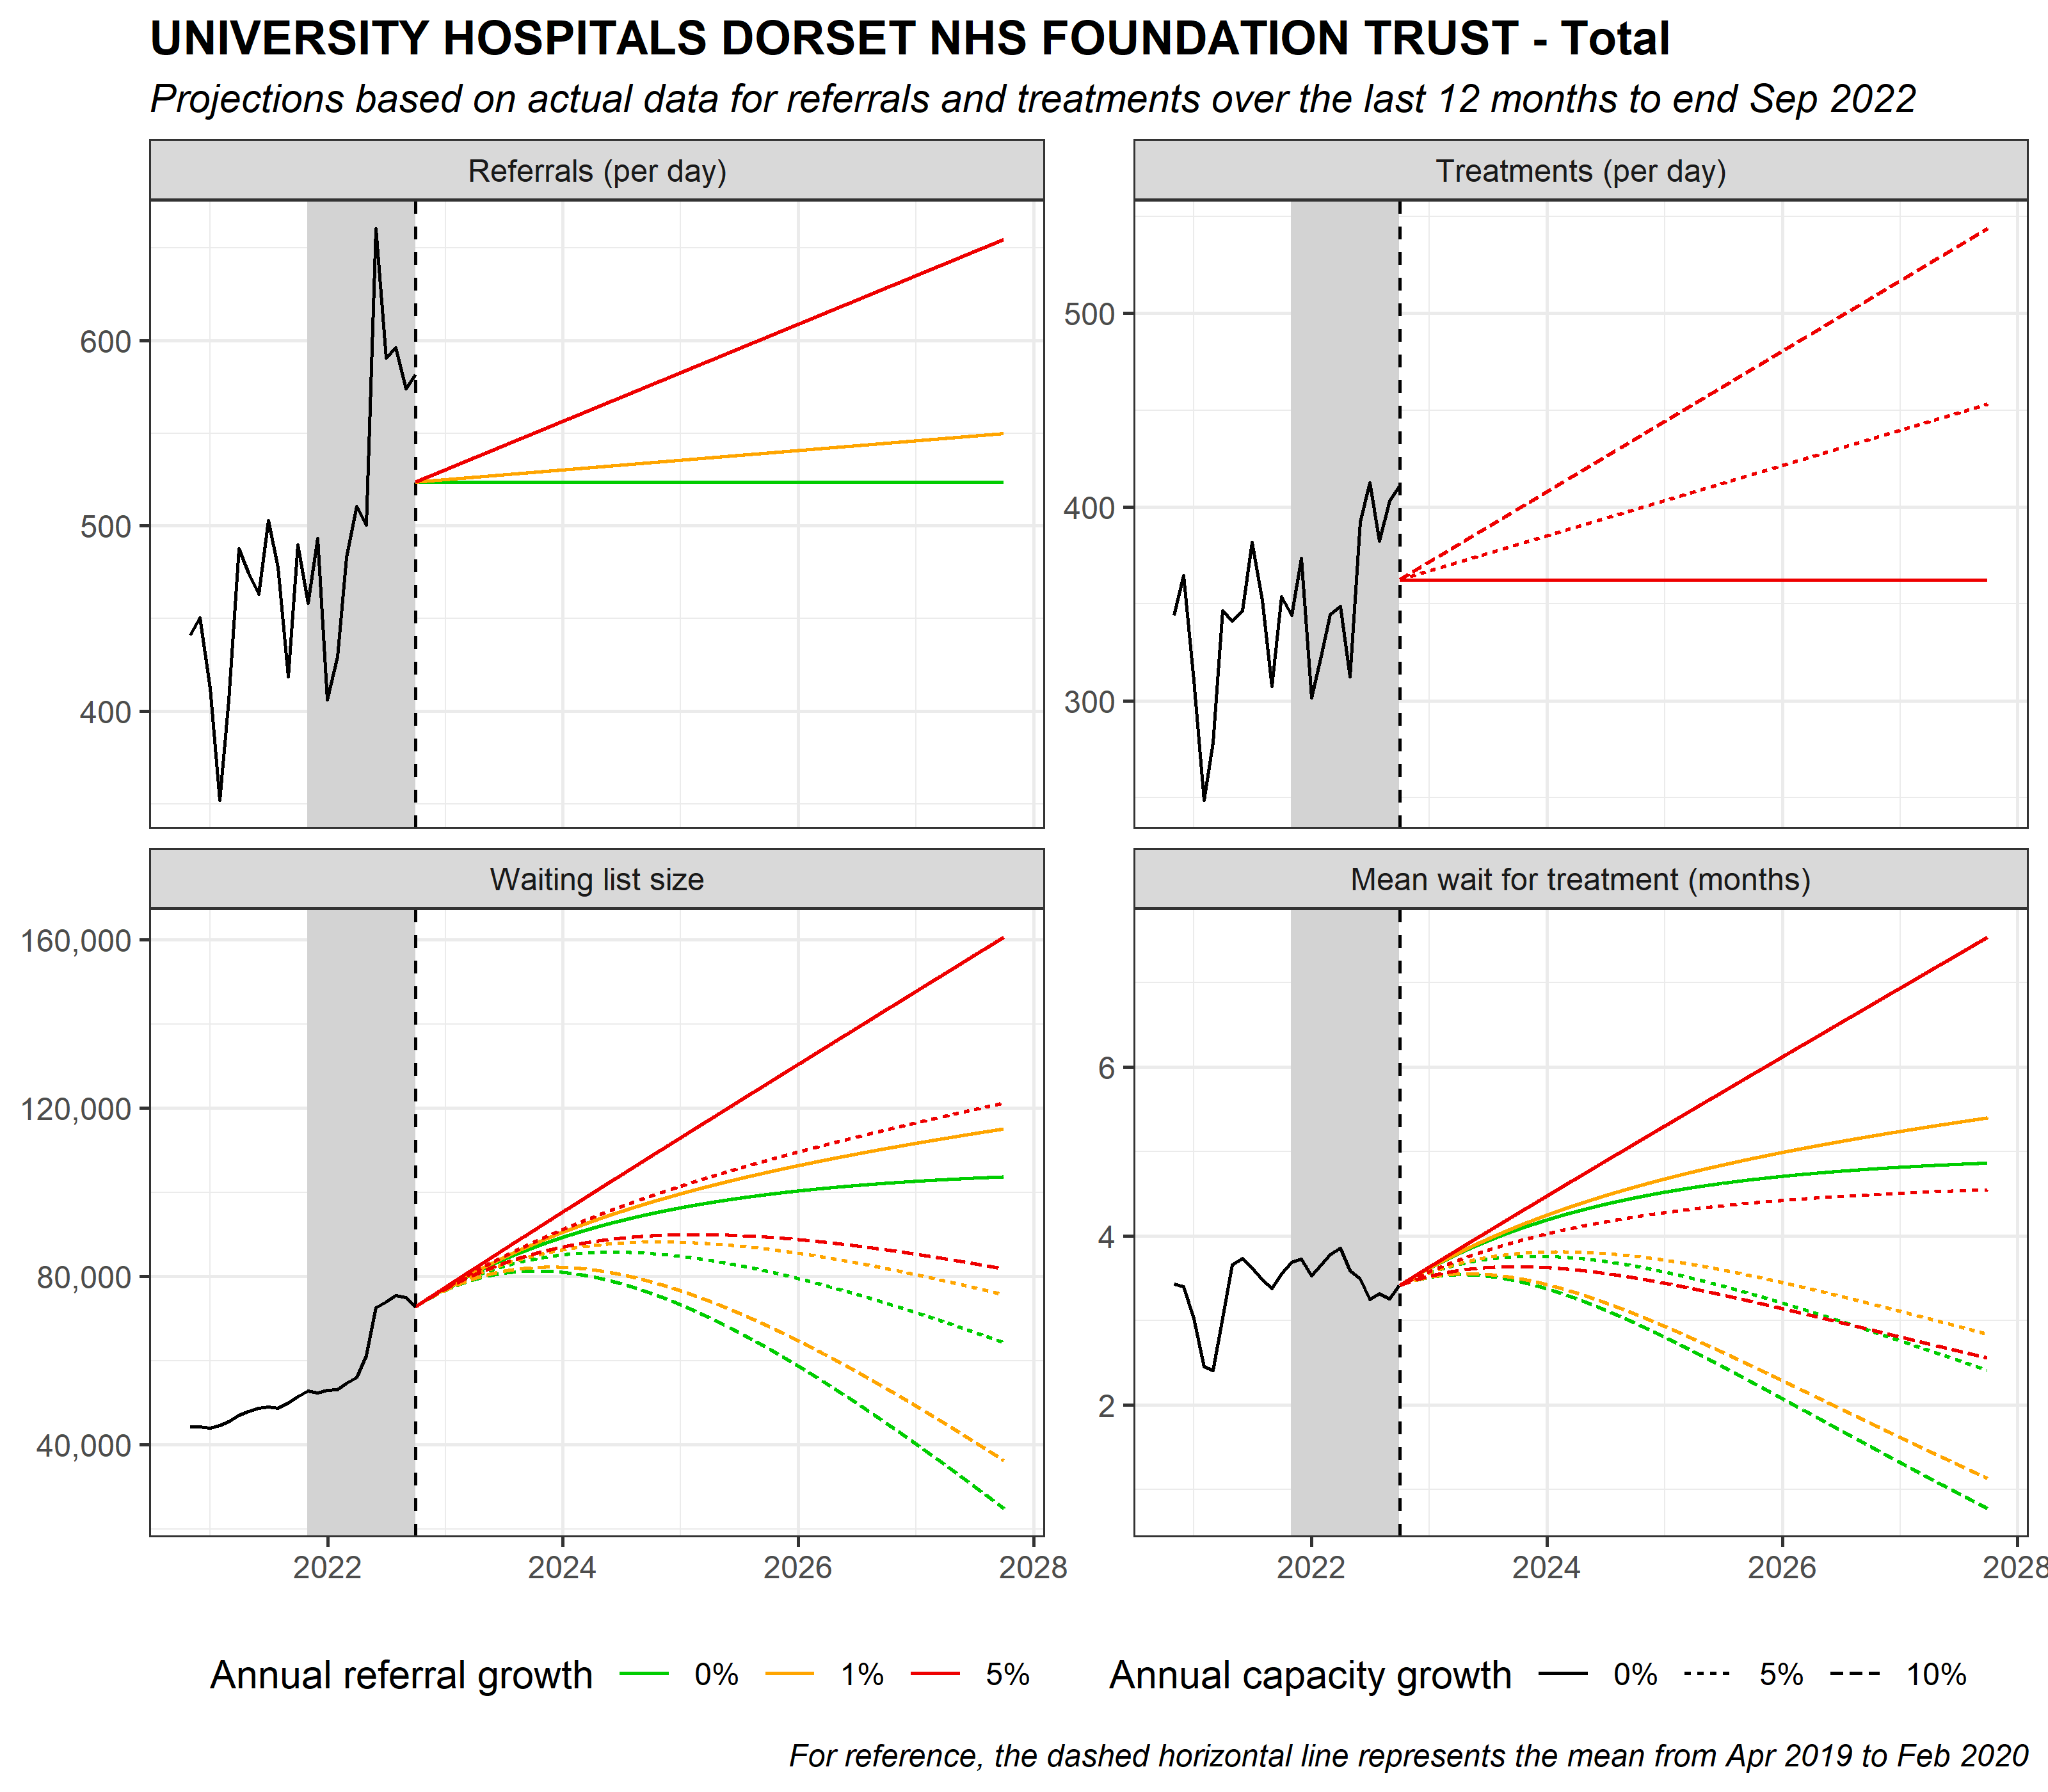 UNIVERSITY HOSPITALS DORSET NHS FOUNDATION TRUST - Total
Projections based on actual data for referrals and treatments over the last 12 months to end Sep 2022
Referrals (per day)
600
500
400
Treatments (per day)
500
400
300
Waiting list size
160,000
120,000
80,000
40,000
2022 2024 2026 2028
Mean wait for treatment (months)
6
4
2
2022 2024 2026 2028
Annual referral growth 0% 1% 5%
Annual capacity growth 0% 5% 10%
For reference, the dashed horizontal line represents the mean from Apr 2019 to Feb 2020